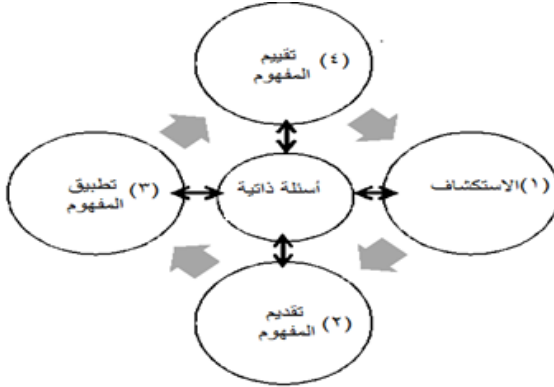 (٤) تقييم
المفهوم
(١) الاستكشاف
أسئلة ذاتية
(٣) تطبيق
المفهوم
(٢) تقديم
المفهوم